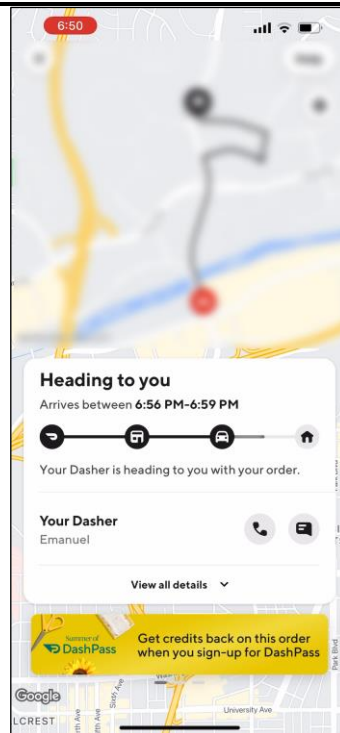 6:50
Heading to you
Arrives between 6:56 PM-6:59 PM
Your Dasher is heading to you with your order.
Your Dasher
Emanuel
View all details
Summer of
DashPass
Get credits back on this order
when you sign-up for DashPass
Park Blvd
Google
Sixth Ave
University Ave
LCREST